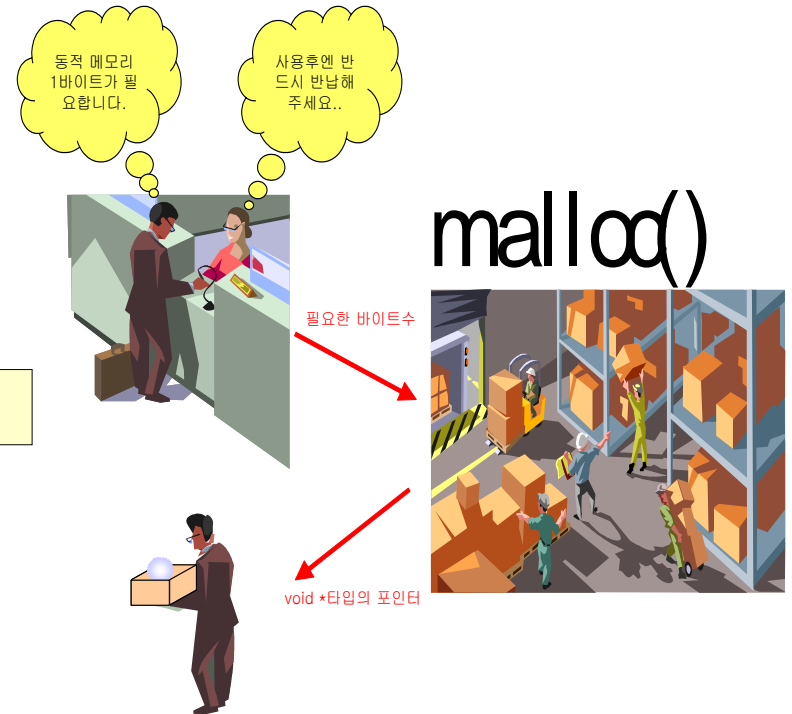 동적 메모리
1바이트가 필
요합니다.
사용후엔 반
드시 반납해
주세요..
malloc()
필요한 바이트수
void *타입의 포인터